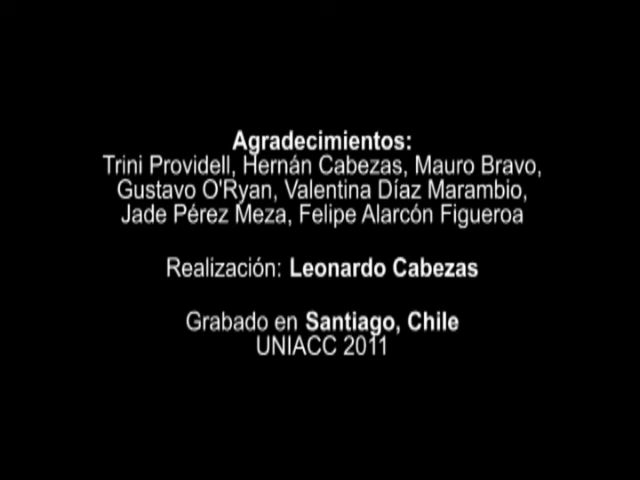 Agradecimientos:
Trini Providell, Hernán Cabezas, Mauro Bravo,
Gustavo O'Ryan, Valentina Díaz Marambio,
Jade Pérez Meza, Felipe Alarcón Figueroa
Realización: Leonardo Cabezas
Grabado en Santiago, Chile
UNIACC 2011